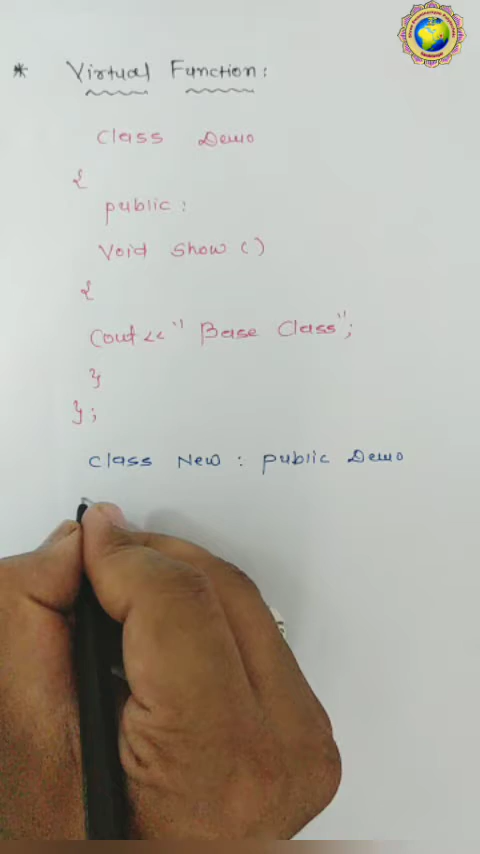 * Virtual Function:
Class Demo
{
public:
Void Show ()
{
Cout<<" Base Class";
}
};
Class New : public Demo